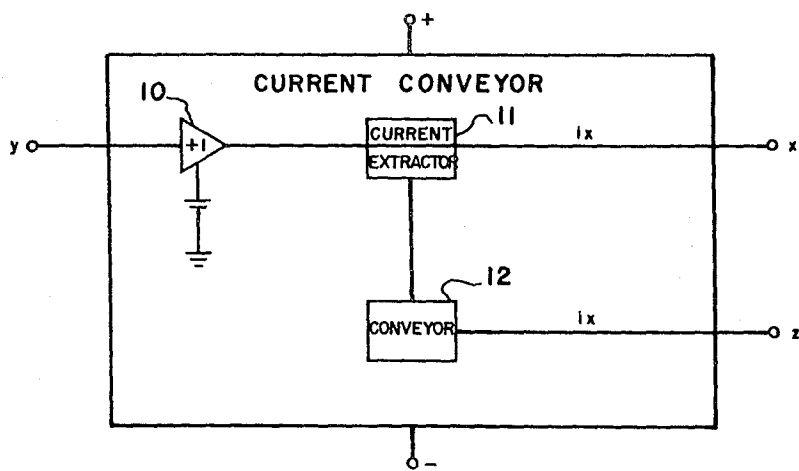 +
CURRENT CONVEYOR
10
11
y
+1
CURRENT
EXTRACTOR
ix
x
12
CONVEYOR
ix
z
-